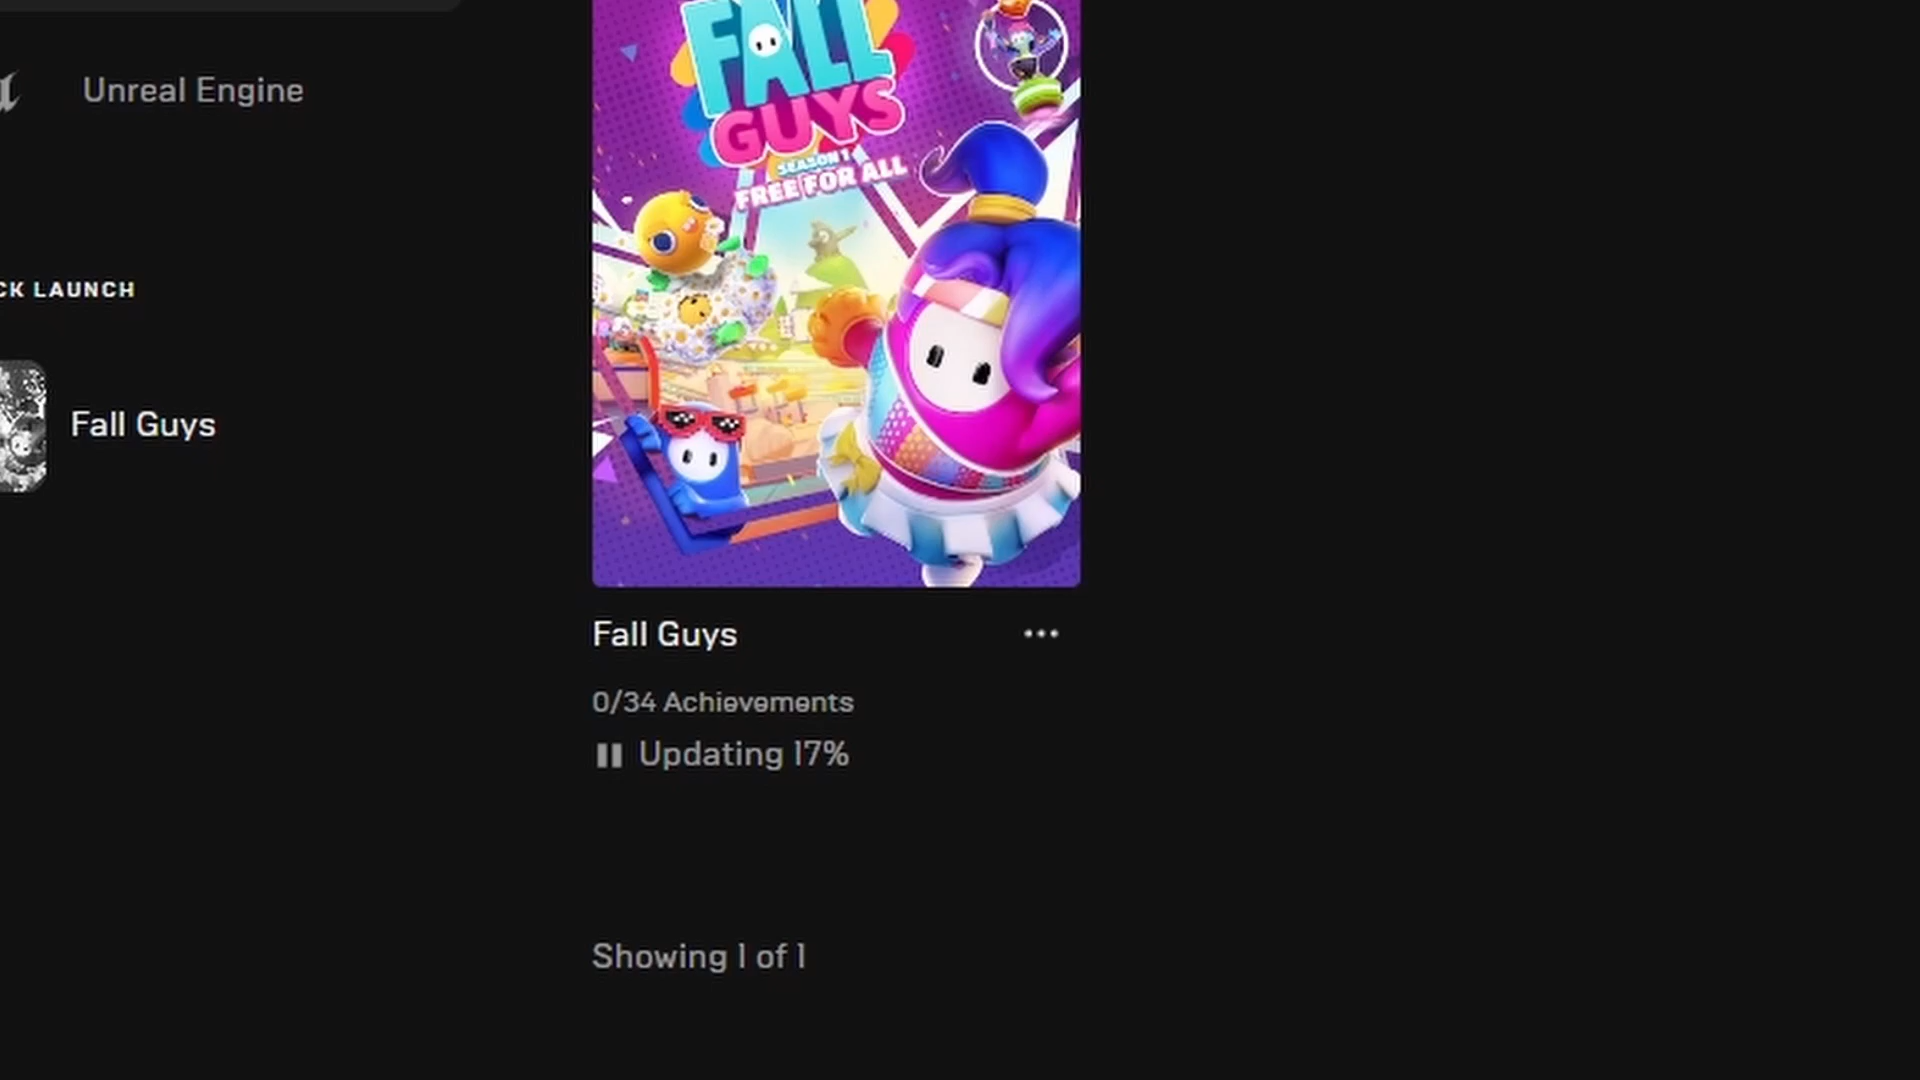 Unreal Engine
CK LAUNCH
Fall Guys
FALL
GUYS
SEASON 1
FREE FOR ALL
Fall Guys
0/34 Achievements
Updating 17%
Showing 1 of 1